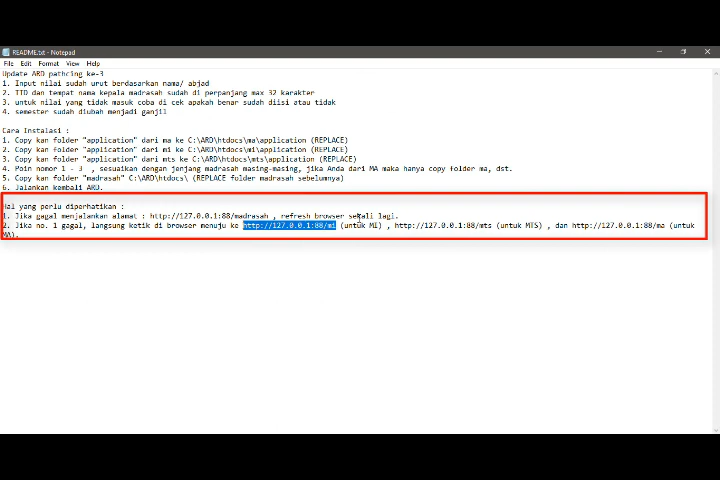 README.txt - Notepad
File Edit Format View Help
Update ARD pathcing ke-3
1. Input nilai sudah urut berdasarkan nama/ abjad
2. TTD dan tempat nama kepala madrasah sudah di perpanjang max 32 karakter
3. untuk nilai yang tidak masuk coba di cek apakah benar sudah diisi atau tidak
4. semester sudah diubah menjadi ganjil
Cara Instalasi :
1. Copy kan folder "application" dari ma ke C:\ARD\htdocs\ma\application (REPLACE)
2. Copy kan folder "application" dari mi ke C:\ARD\htdocs\mi\application (REPLACE)
3. Copy kan folder "application" dari mts ke C:\ARD\htdocs\mts\application (REPLACE)
4. Poin nomor 1 - 3 , sesuaikan dengan jenjang madrasah masing-masing, jika Anda dari MA maka hanya copy folder ma, dst.
5. Copy kan folder "madrasah" C:\ARD\htdocs\ (REPLACE folder madrasah sebelumnya)
6. Jalankan kembali ARD.
Hal yang perlu diperhatikan :
1. Jika gagal menjalankan alamat : http://127.0.0.1:88/madrasah , refresh browser sekali lagi.
2. Jika no. 1 gagal, langsung ketik di browser menuju ke http://127.0.0.1:88/mi (untuk MI) , http://127.0.0.1:88/mts (untuk MTS) , dan http://127.0.0.1:88/ma (untuk
MA).